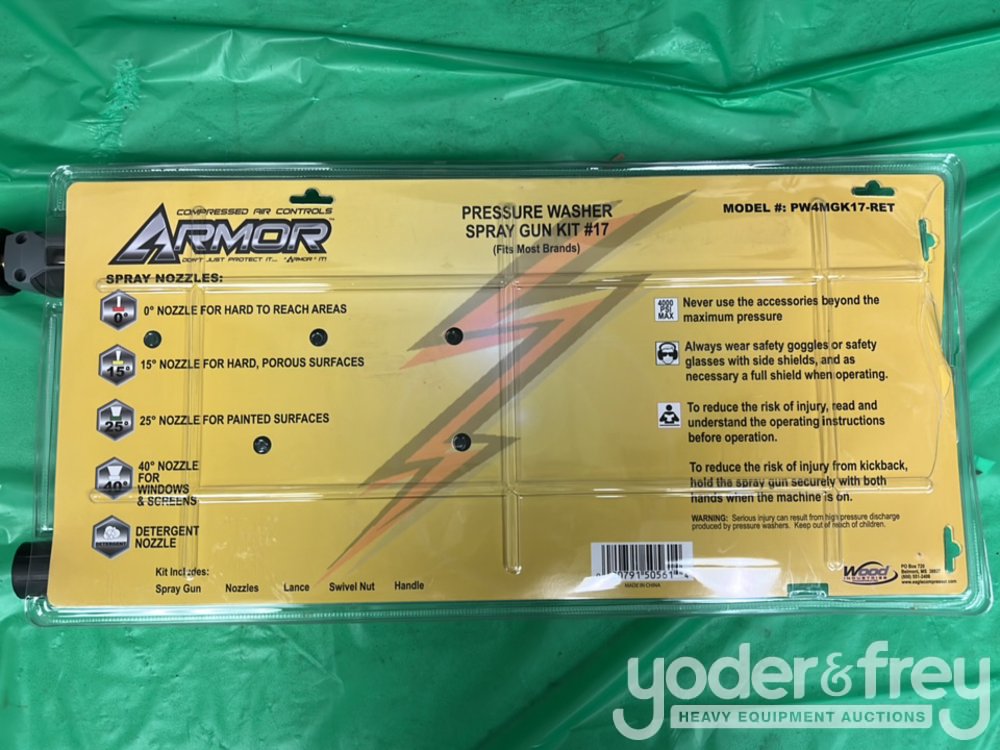 COMPRESSED AIR CONTROLS
ARMOR
DON'T JUST PROTECT IT... "ARMOR" IT!
PRESSURE WASHER
SPRAY GUN KIT #17
(Fits Most Brands)
MODEL #: PW4MGK17-RET
SPRAY NOZZLES:
0°
0° NOZZLE FOR HARD TO REACH AREAS
15°
15° NOZZLE FOR HARD, POROUS SURFACES
25°
25° NOZZLE FOR PAINTED SURFACES
40°
40° NOZZLE
FOR
WINDOWS
& SCREENS
DETERGENT
DETERGENT
NOZZLE
Kit Includes:
Spray Gun Nozzles Lance Swivel Nut Handle
4000
PSI
MAX
Never use the accessories beyond the
maximum pressure
Always wear safety goggles or safety
glasses with side shields, and as
necessary a full shield when operating.
To reduce the risk of injury, read and
understand the operating instructions
before operation.
To reduce the risk of injury from kickback,
hold the spray gun securely with both
hands when the machine is on.
WARNING: Serious injury can result from high pressure discharge
produced by pressure washers. Keep out of reach of children.
MADE IN CHINA
Wood
INDUSTRIES
PO Box 728
Belmont, MS
yoder&frey
HEAVY EQUIPMENT AUCTIONS